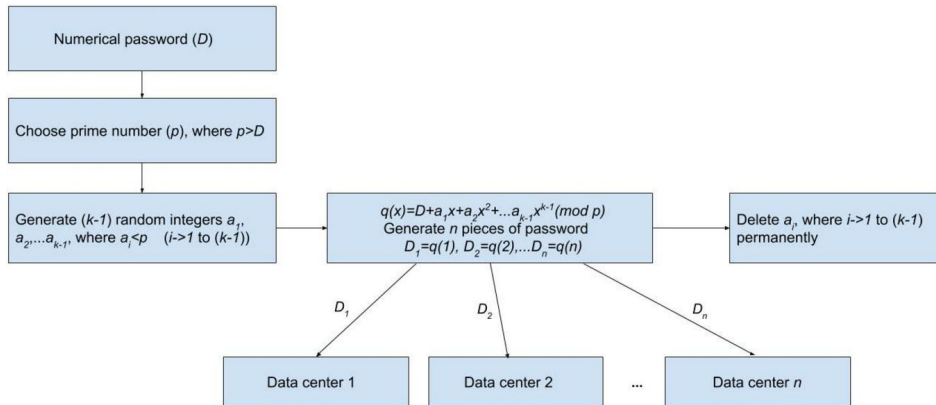 Numerical password (D)
Choose prime number (p), where p>D
Generate (k-1) random integers a₁,
a₂,...aₖ₋₁, where aᵢ<p (i->1 to (k-1))
q(x)=D+a₁x+a₂x²+...aₖ₋₁xᵏ⁻¹(mod p)
Generate n pieces of password
D₁=q(1), D₂=q(2),...Dₙ=q(n)
Delete aᵢ, where i->1 to (k-1)
permanently
D₁
D₂
Dₙ
Data center 1
Data center 2
...
Data center n